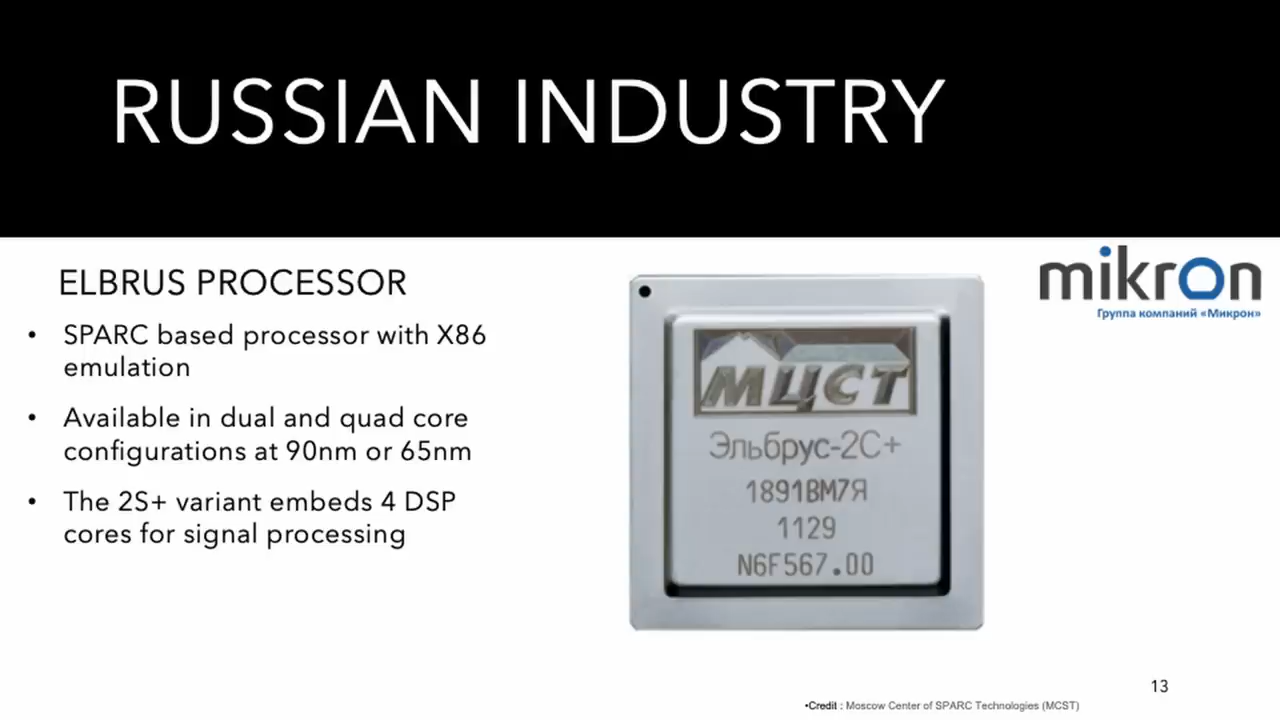 RUSSIAN INDUSTRY
ELBRUS PROCESSOR
• SPARC based processor with X86
emulation
• Available in dual and quad core
configurations at 90nm or 65nm
• The 2S+ variant embeds 4 DSP
cores for signal processing
МЦСТ
Эльбрус-2С+
1891ВМ7Я
1129
N6F567.00
mikron
Группа компаний «Микрон»
13
•Credit : Moscow Center of SPARC Technologies (MCST)